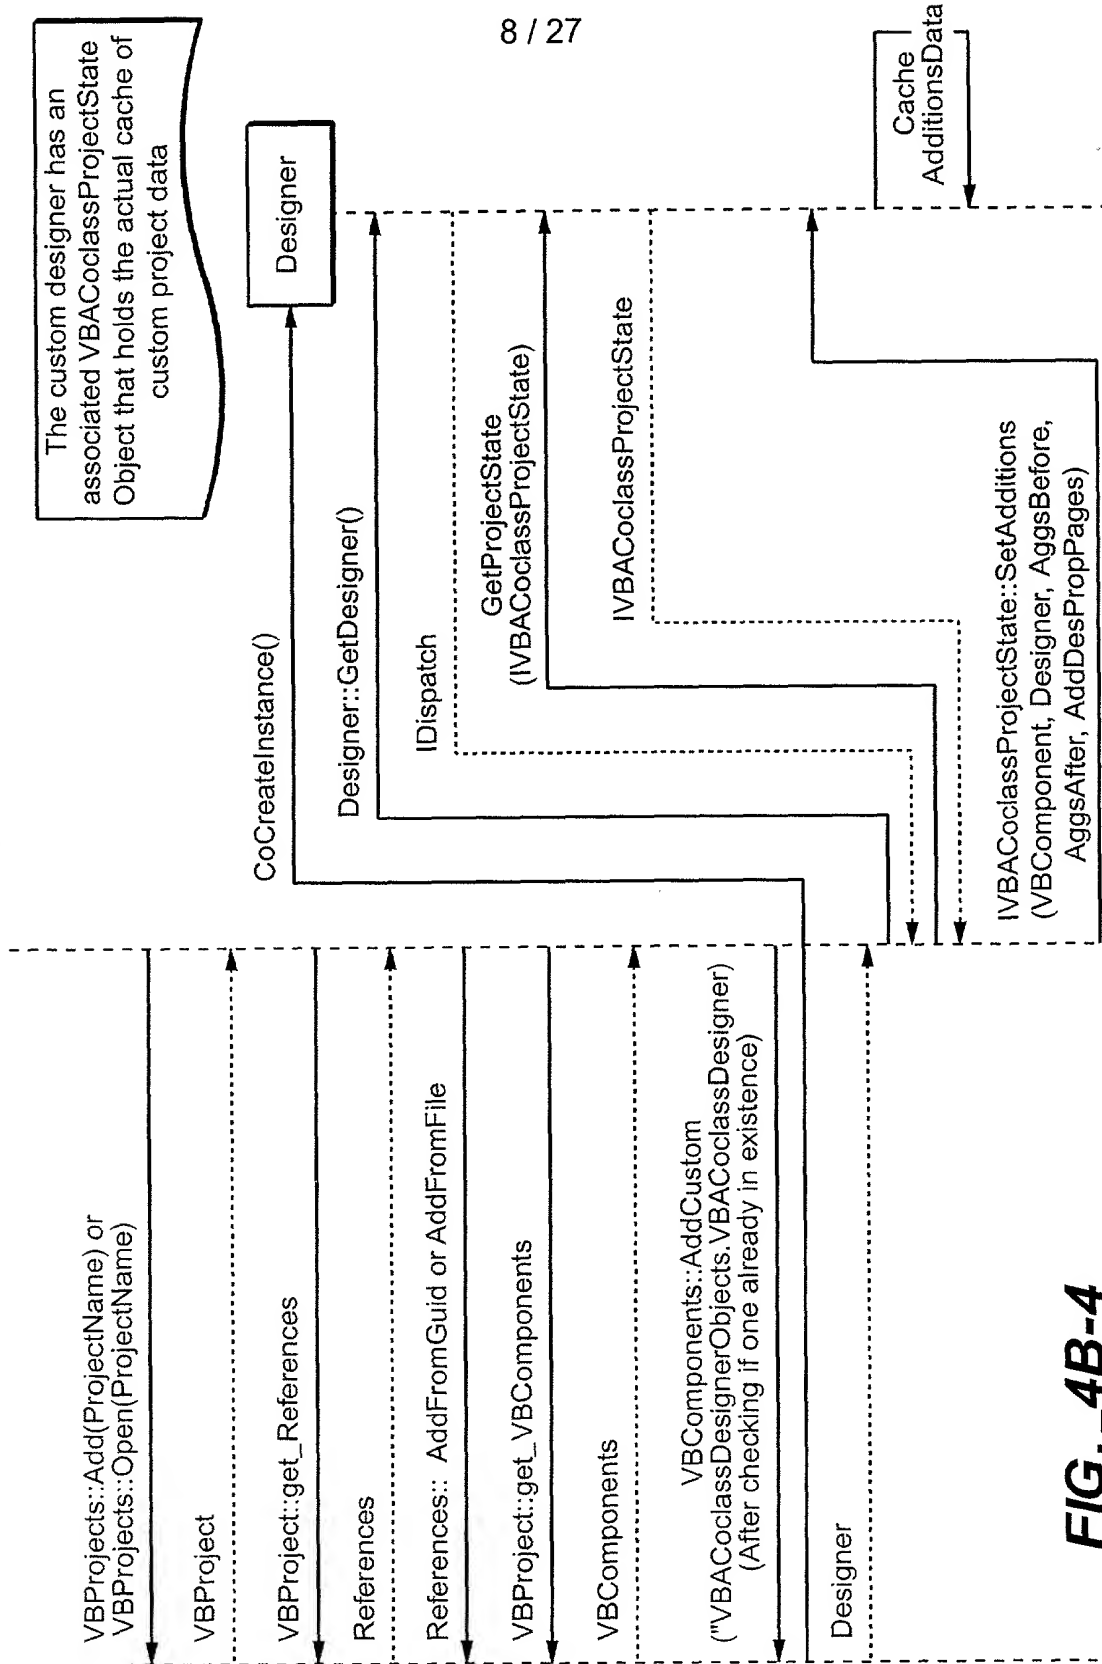 8 / 27
The custom designer has an
associated VBACoclassProjectState
Object that holds the actual cache of
custom project data
Designer
VBProjects::Add(ProjectName) or
VBProjects::Open(ProjectName)
VBProject
VBProject::get_References
References
References:: AddFromGuid or AddFromFile
VBProject::get_VBComponents
VBComponents
VBComponents::AddCustom
("VBACoclassDesignerObjects.VBACoclassDesigner)
(After checking if one already in existence)
CoCreateInstance()
Designer
Designer::GetDesigner()
IDispatch
GetProjectState
(IVBACoclassProjectState)
IVBACoclassProjectState
IVBACoclassProjectState::SetAdditions
(VBComponent, Designer, AggsBefore,
AggsAfter, AddDesPropPages)
Cache
AdditionsData
FIG._4B-4